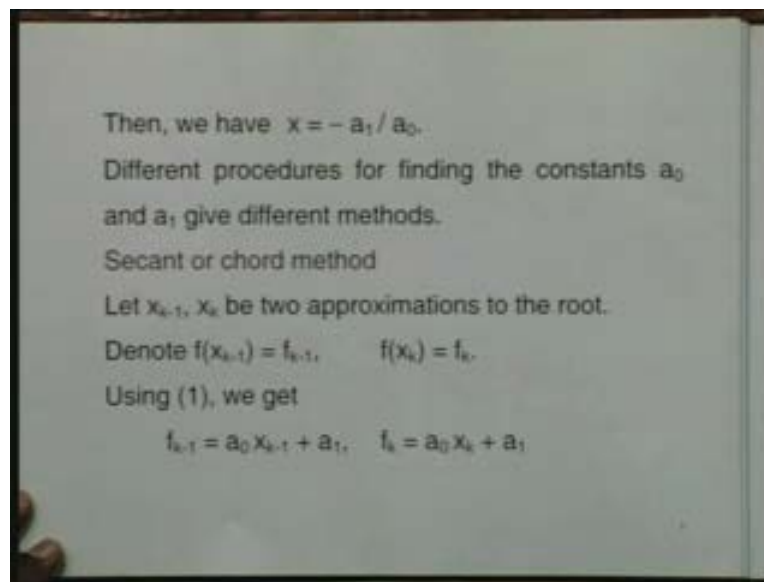 Then, we have x = – a₁ / a₀.
Different procedures for finding the constants a₀
and a₁ give different methods.
Secant or chord method
Let xₖ₋₁, xₖ be two approximations to the root.
Denote f(xₖ₋₁) = fₖ₋₁, f(xₖ) = fₖ.
Using (1), we get
fₖ₋₁ = a₀ xₖ₋₁ + a₁, fₖ = a₀ xₖ + a₁